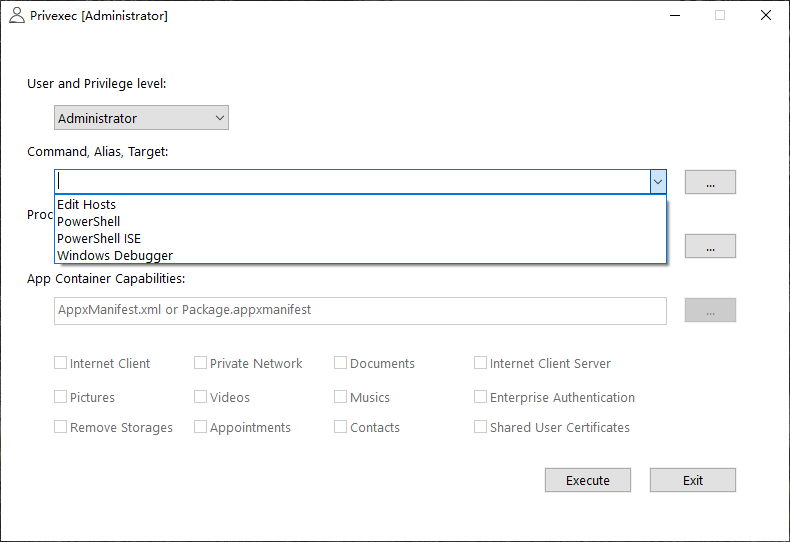 Privexec [Administrator]
User and Privilege level:
Administrator
Command, Alias, Target:
...
Edit Hosts
PowerShell
PowerShell ISE
Windows Debugger
Proc
...
App Container Capabilities:
AppxManifest.xml or Package.appxmanifest
...
Internet Client Private Network Documents Internet Client Server
Pictures Videos Musics Enterprise Authentication
Remove Storages Appointments Contacts Shared User Certificates
Execute Exit